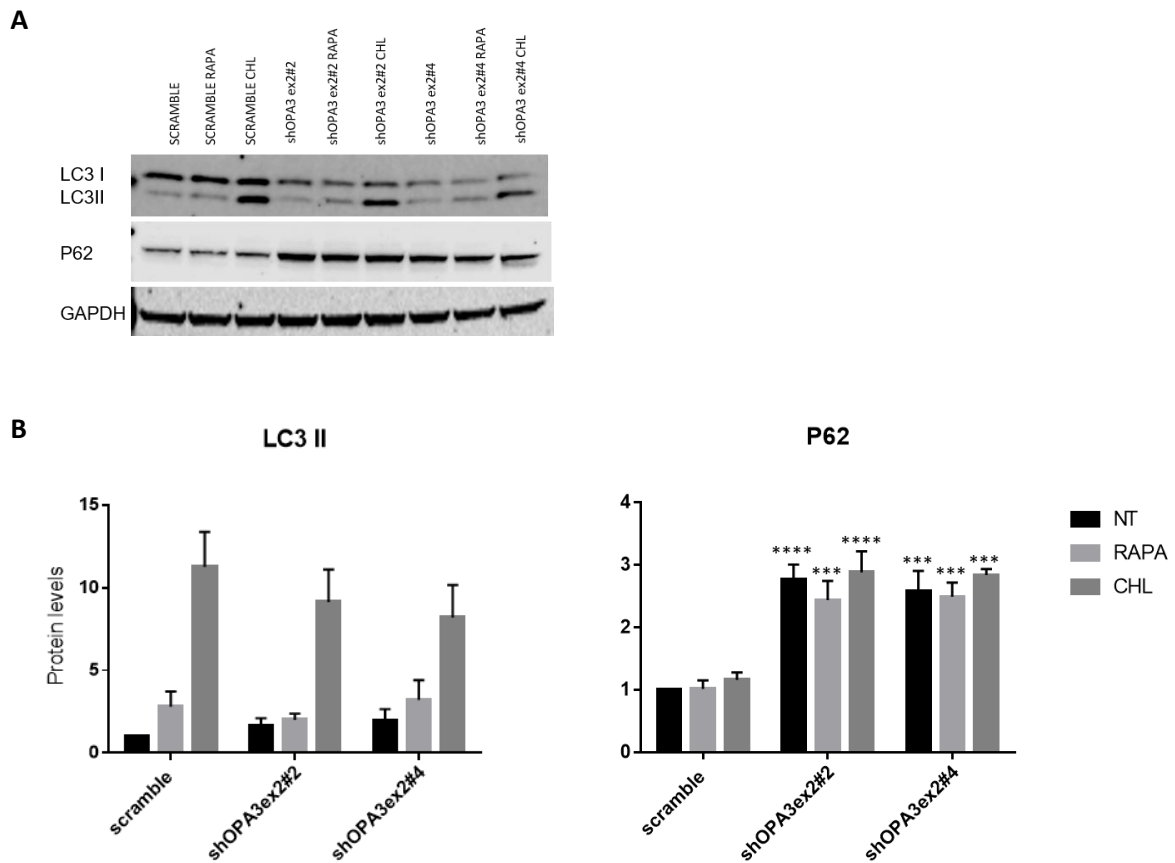 A
SCRAMBLE
SCRAMBLE RAPA
SCRAMBLE CHL
shOPA3 ex2#2
shOPA3 ex2#2 RAPA
shOPA3 ex2#2 CHL
shOPA3 ex2#4
shOPA3 ex2#4 RAPA
shOPA3 ex2#4 CHL
LC3 I
LC3II
P62
GAPDH
B
LC3 II
Protein levels
15
10
5
0
scramble
shOPA3ex2#2
shOPA3ex2#4
P62
4
3
2
1
0
**** *** **** *** *** ***
scramble
shOPA3ex2#2
shOPA3ex2#4
NT
RAPA
CHL